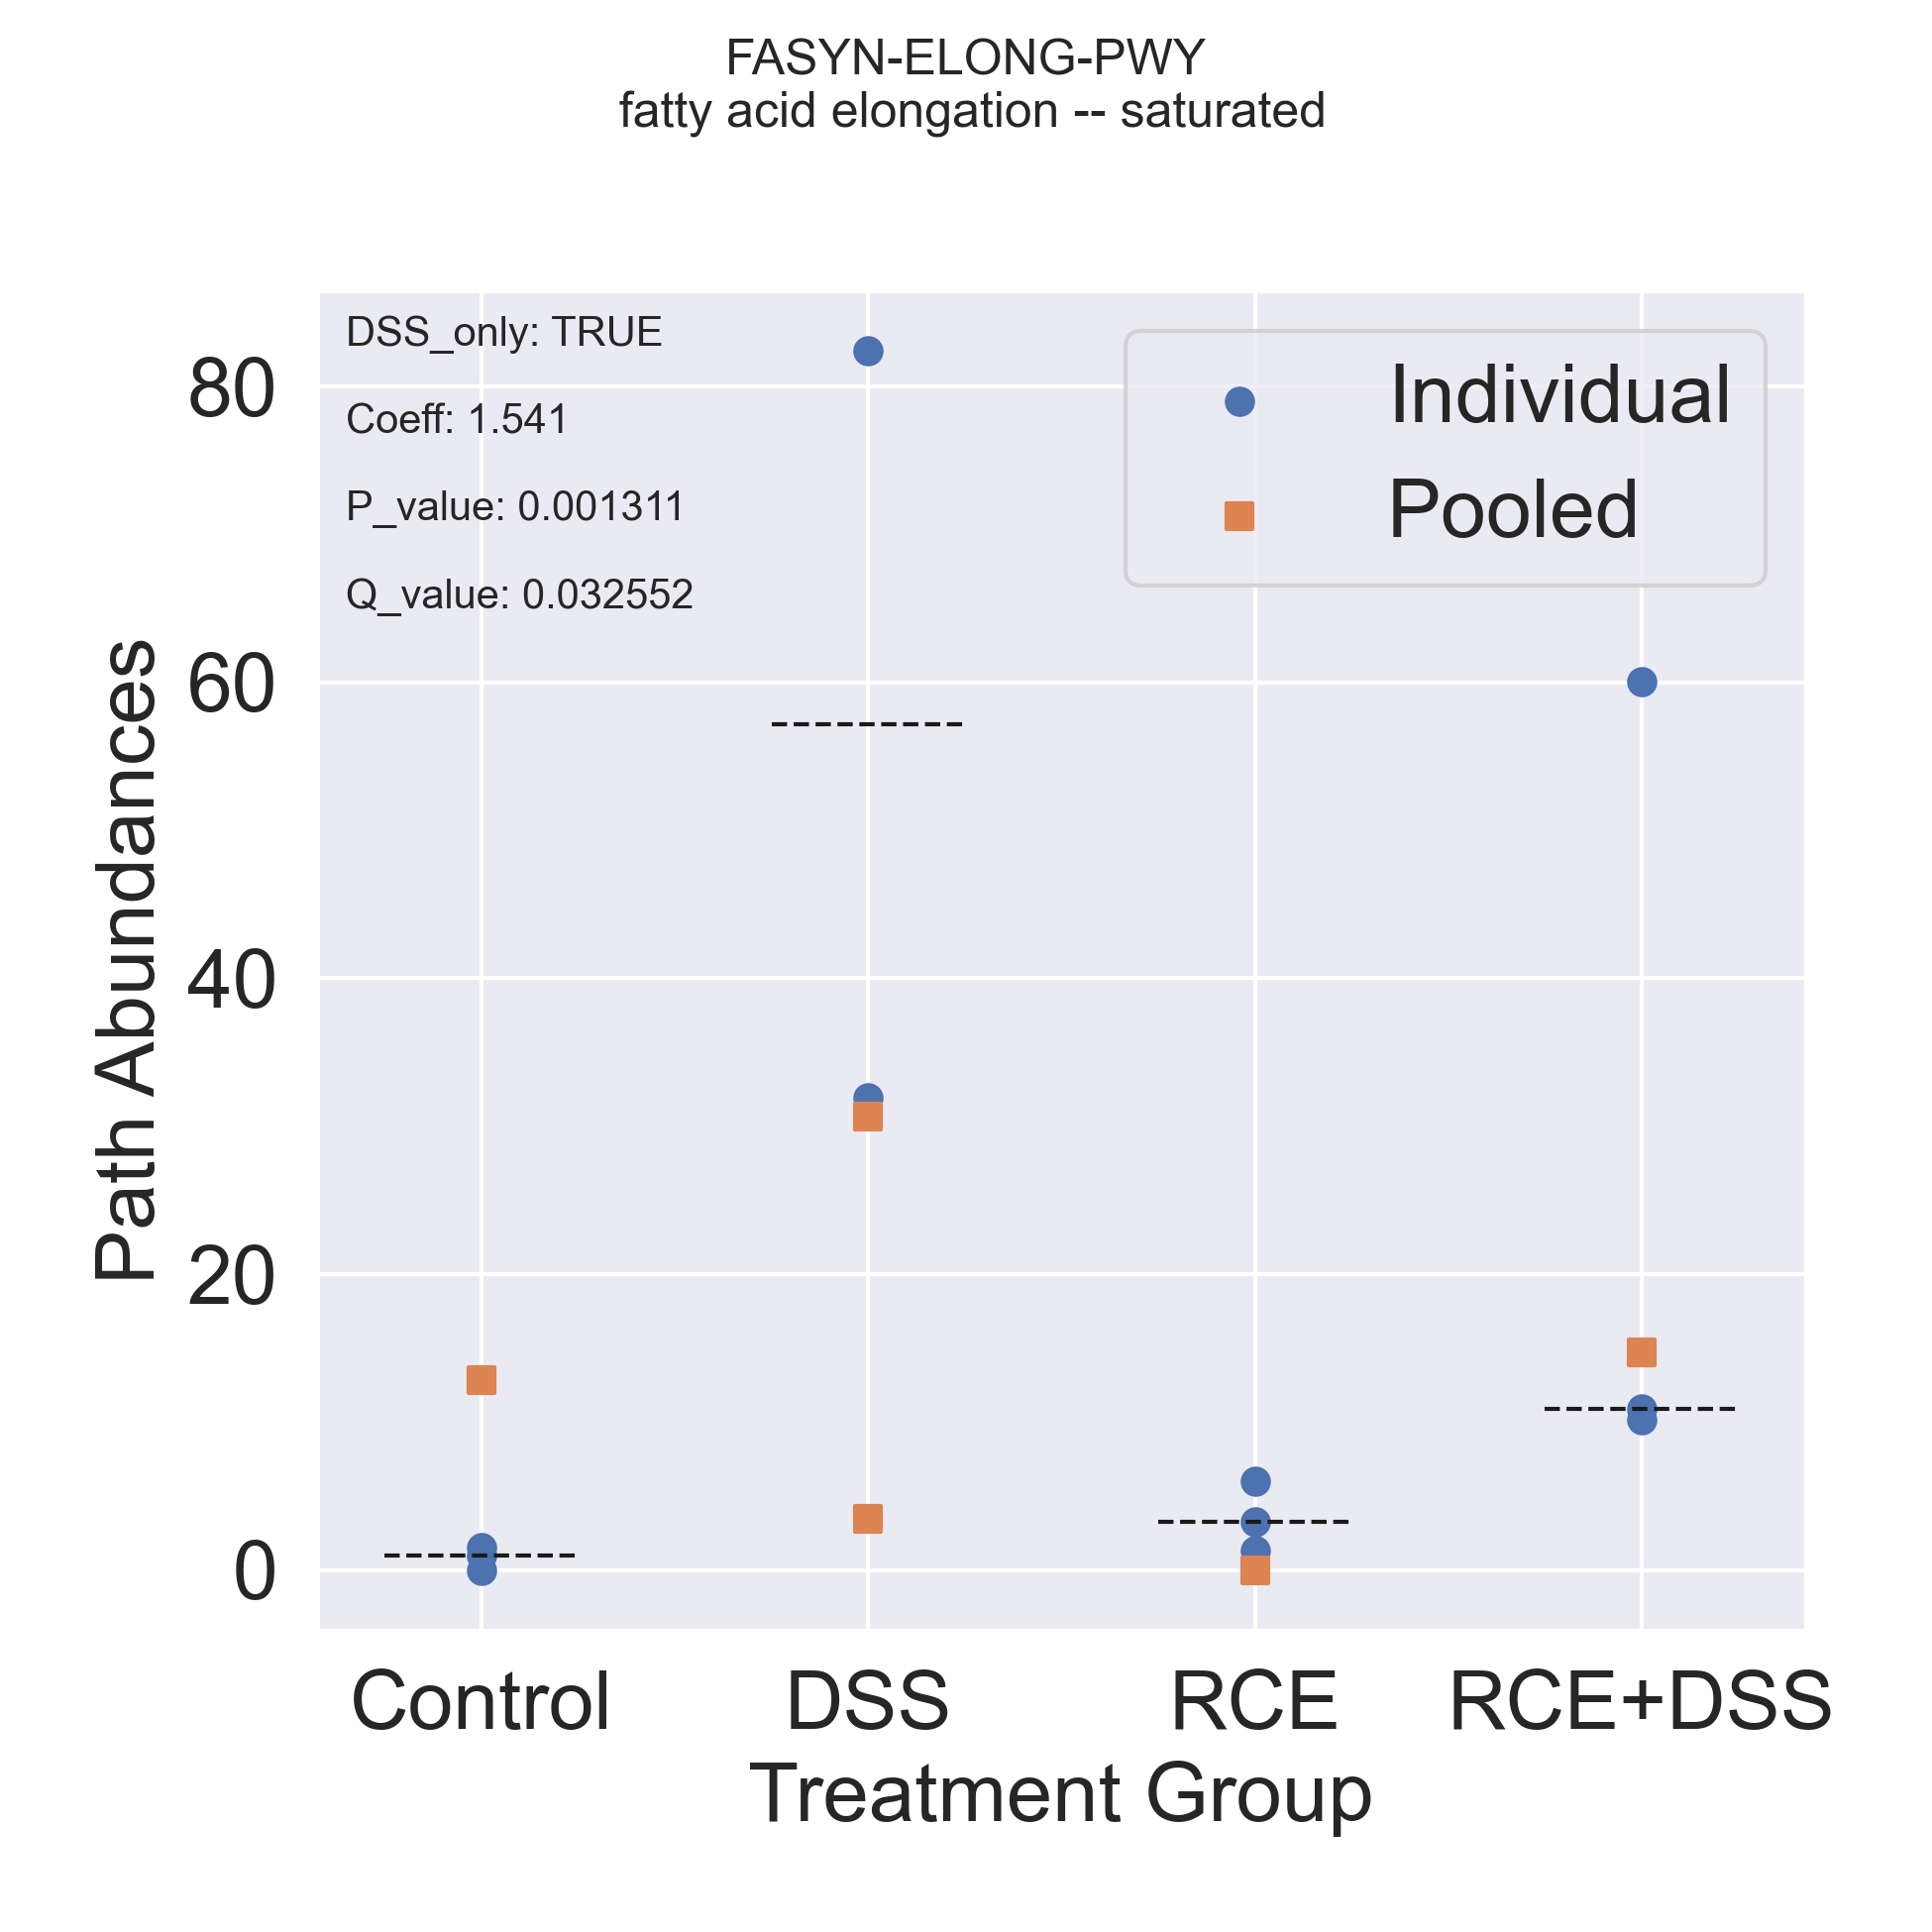 FASYN-ELONG-PWY
fatty acid elongation -- saturated
DSS_only: TRUE
Coeff: 1.541
P_value: 0.001311
Q_value: 0.032552
Individual
Pooled
80
60
40
20
0
Path Abundances
Control
DSS
RCE
RCE+DSS
Treatment Group